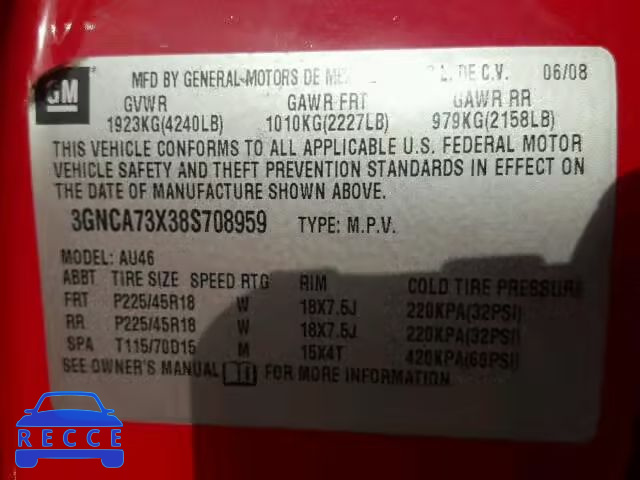 GM
MFD BY GENERAL MOTORS DE DE C.V. 06/08
GVWR GAWR FRT GAWR RR
1923KG(4240LB) 1010KG(2227LB) 979KG(2158LB)
THIS VEHICLE CONFORMS TO ALL APPLICABLE U.S. FEDERAL MOTOR
VEHICLE SAFETY AND THEFT PREVENTION STANDARDS IN EFFECT ON
THE DATE OF MANUFACTURE SHOWN ABOVE.
3GNCA73X38S708959 TYPE: M.P.V.
MODEL: AU46
ABBT TIRE SIZE SPEED RTG RIM COLD TIRE PRESSURE
FRT P225/45R18 W 18X7.5J 220KPA(32PSI)
RR P225/45R18 W 18X7.5J 220KPA(32PSI)
SPA T115/70D15 M 15X4T 420KPA(60PSI)
SEE OWNER'S MANUAL FOR MORE INFORMATION
AUTOBIDMASTER